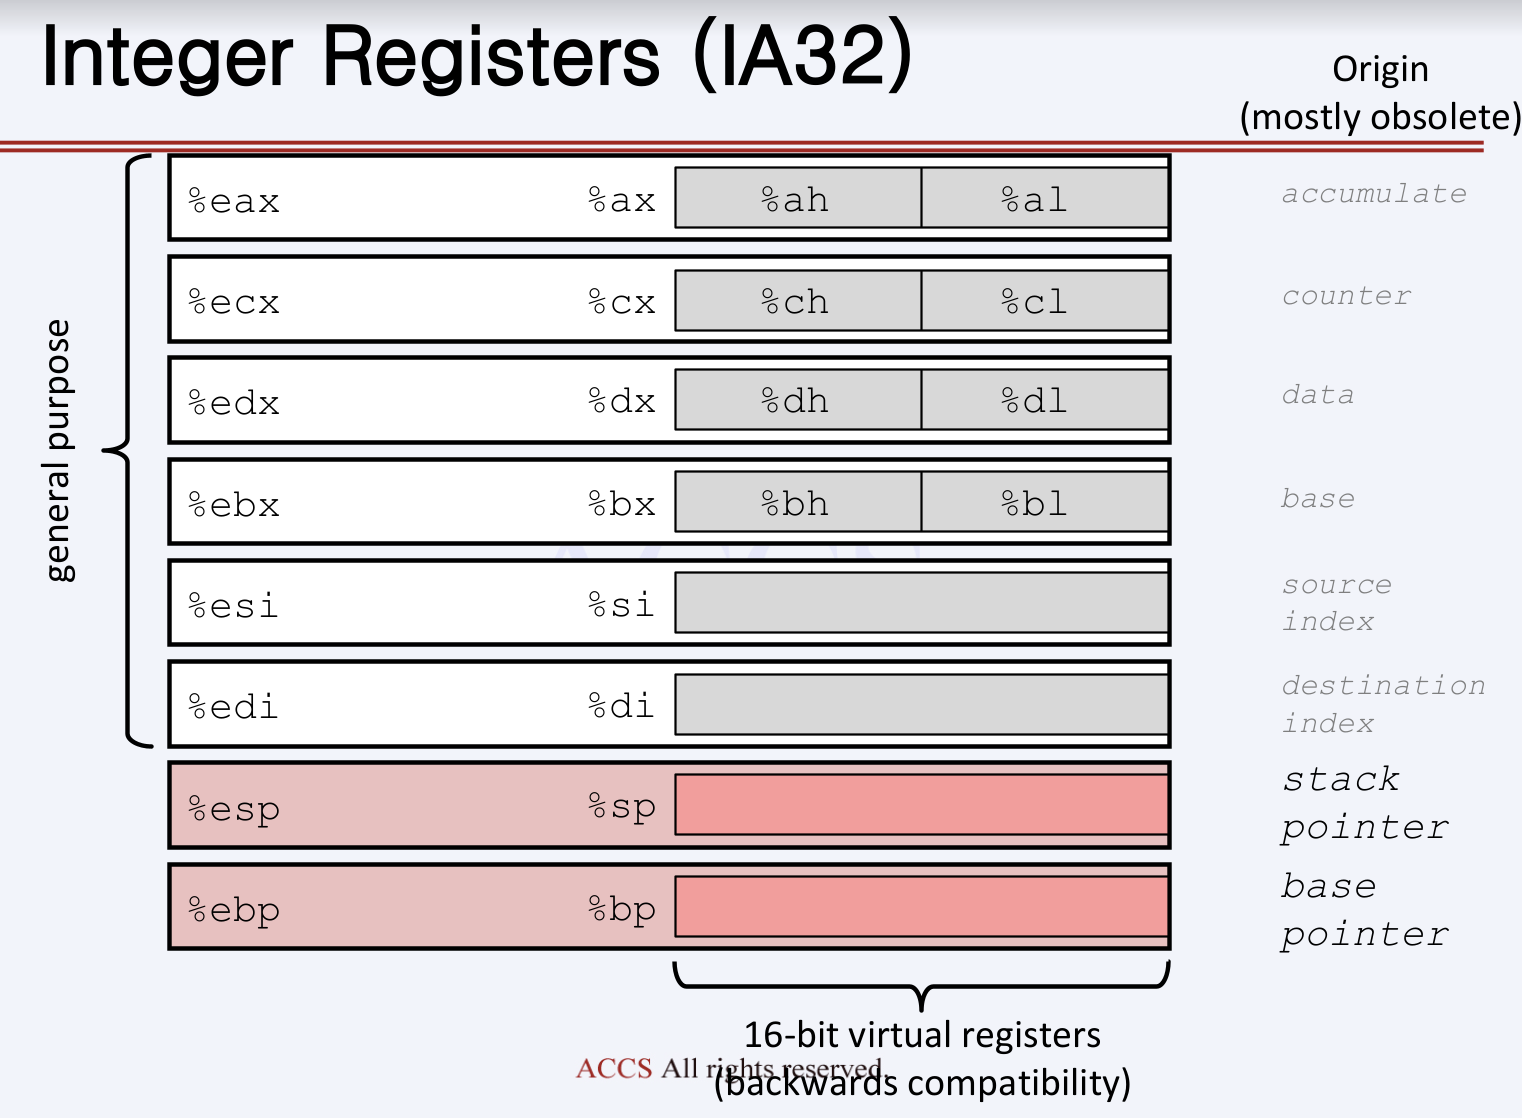 Integer Registers (IA32)
Origin
(mostly obsolete)
general purpose
%eax %ax %ah %al accumulate
%ecx %cx %ch %cl counter
%edx %dx %dh %dl data
%ebx %bx %bh %bl base
%esi %si source
index
%edi %di destination
index
%esp %sp stack
pointer
%ebp %bp base
pointer
16-bit virtual registers
(backwards compatibility)
ACCS All rights reserved.